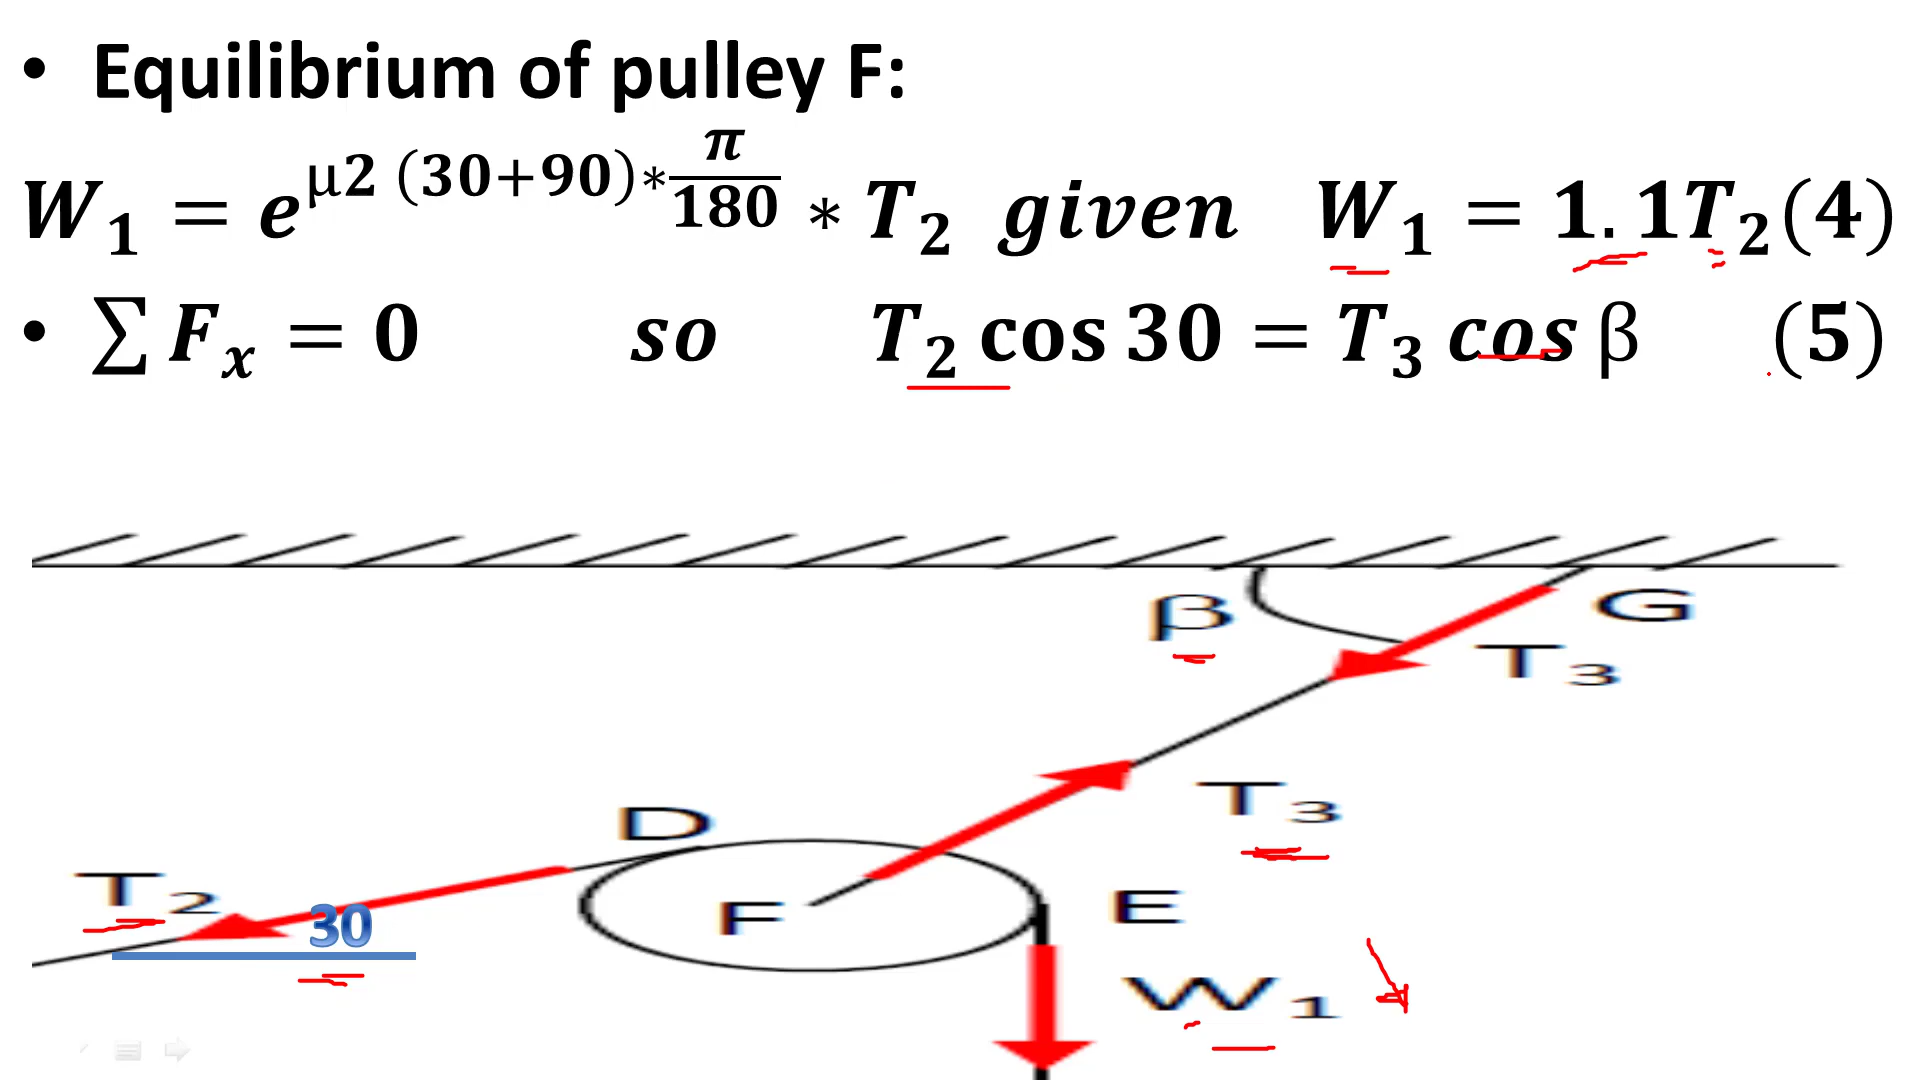 • Equilibrium of pulley F:
W₁ = e^(μ2 (30+90)*π/180) * T₂ given W₁ = 1.1T₂(4)
• ∑Fₓ = 0 so T₂ cos 30 = T₃ cos β (5)
β
G
T₃
T₃
D
T₂
30
F
E
W₁